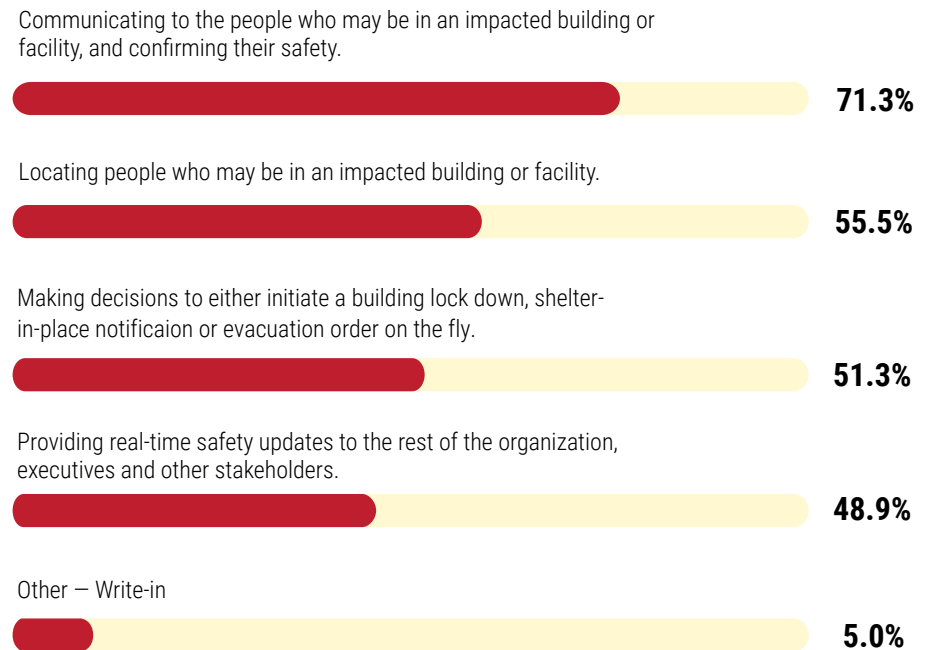 Communicating to the people who may be in an impacted building or
facility, and confirming their safety.
71.3%
Locating people who may be in an impacted building or facility.
55.5%
Making decisions to either initiate a building lock down, shelter-
in-place notificaion or evacuation order on the fly.
51.3%
Providing real-time safety updates to the rest of the organization,
executives and other stakeholders.
48.9%
Other — Write-in
5.0%